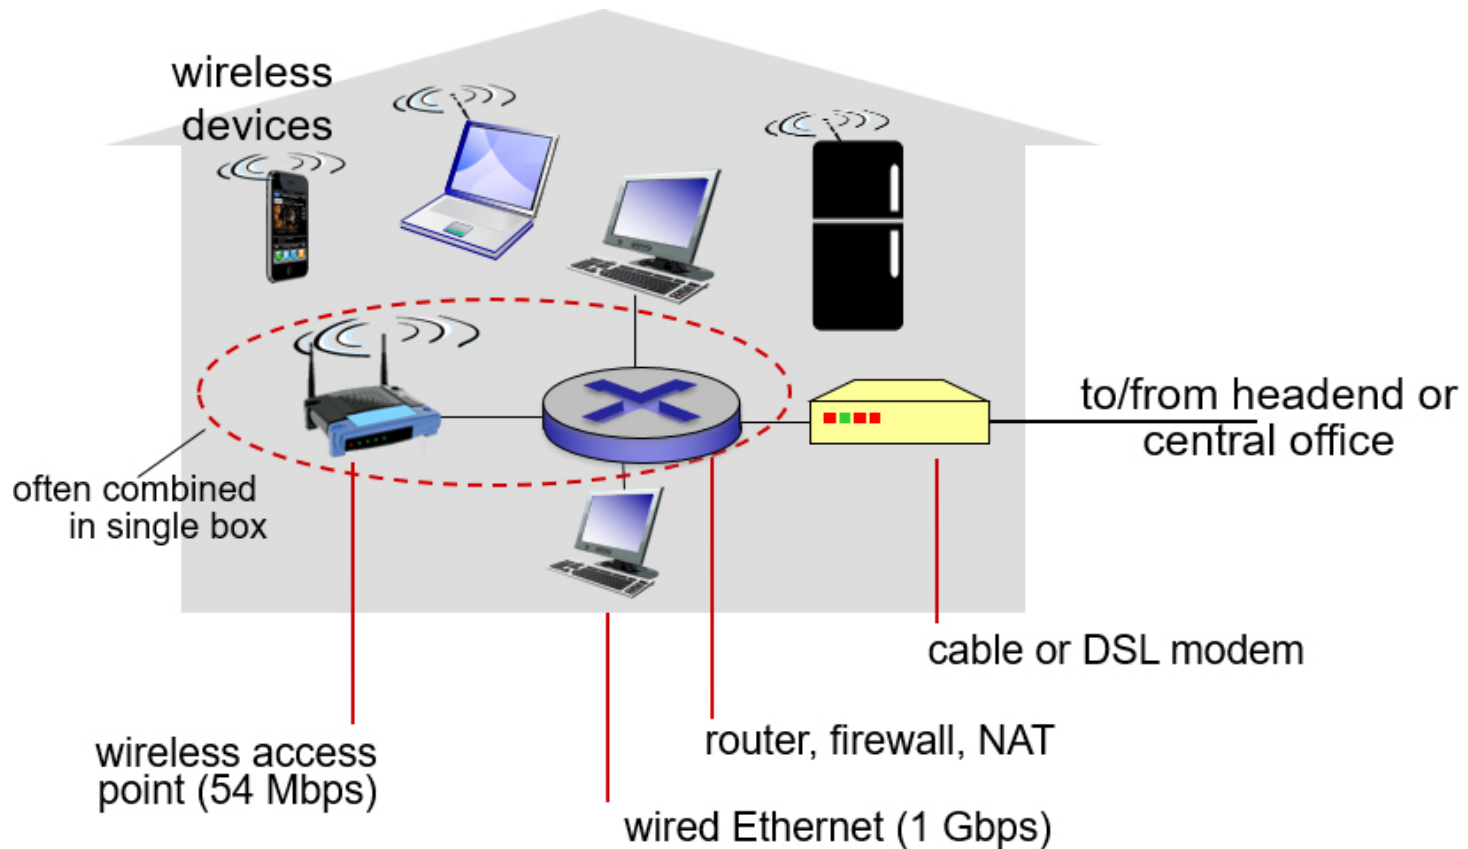 wireless
devices
to/from headend or
central office
often combined
in single box
cable or DSL modem
router, firewall, NAT
wireless access
point (54 Mbps)
wired Ethernet (1 Gbps)